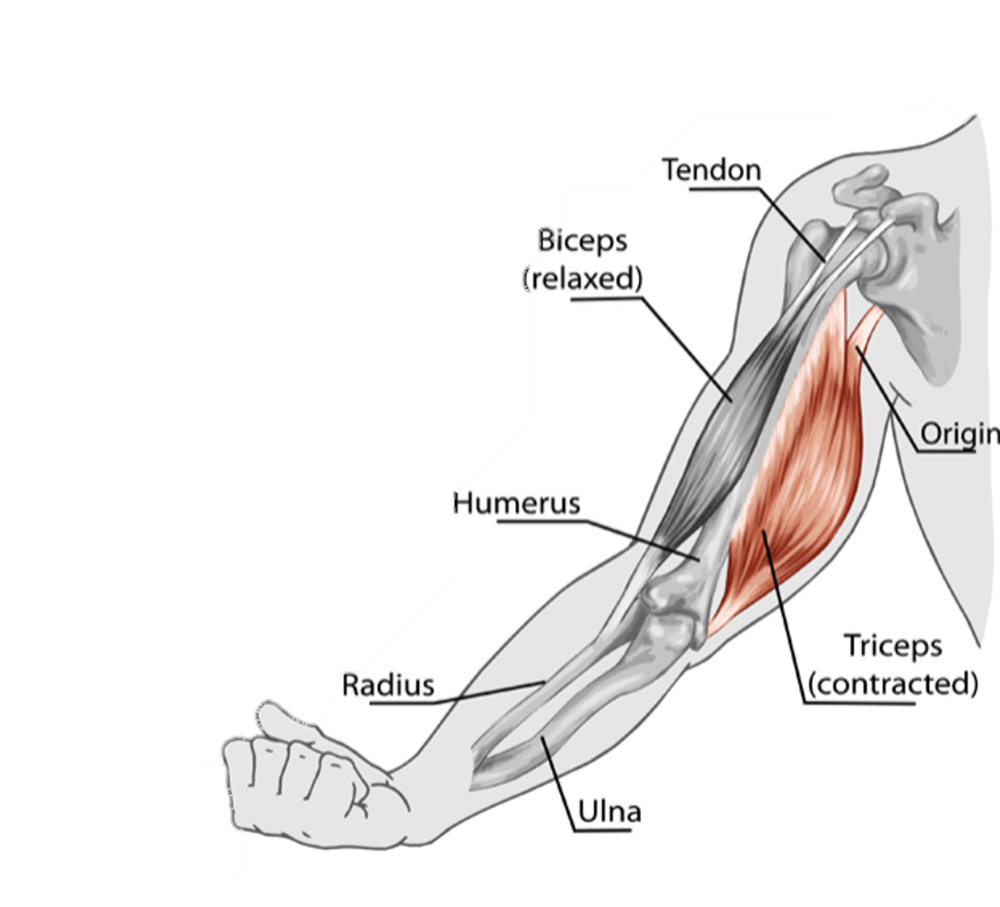 Tendon
Biceps
(relaxed)
Origin
Humerus
Triceps
(contracted)
Radius
Ulna